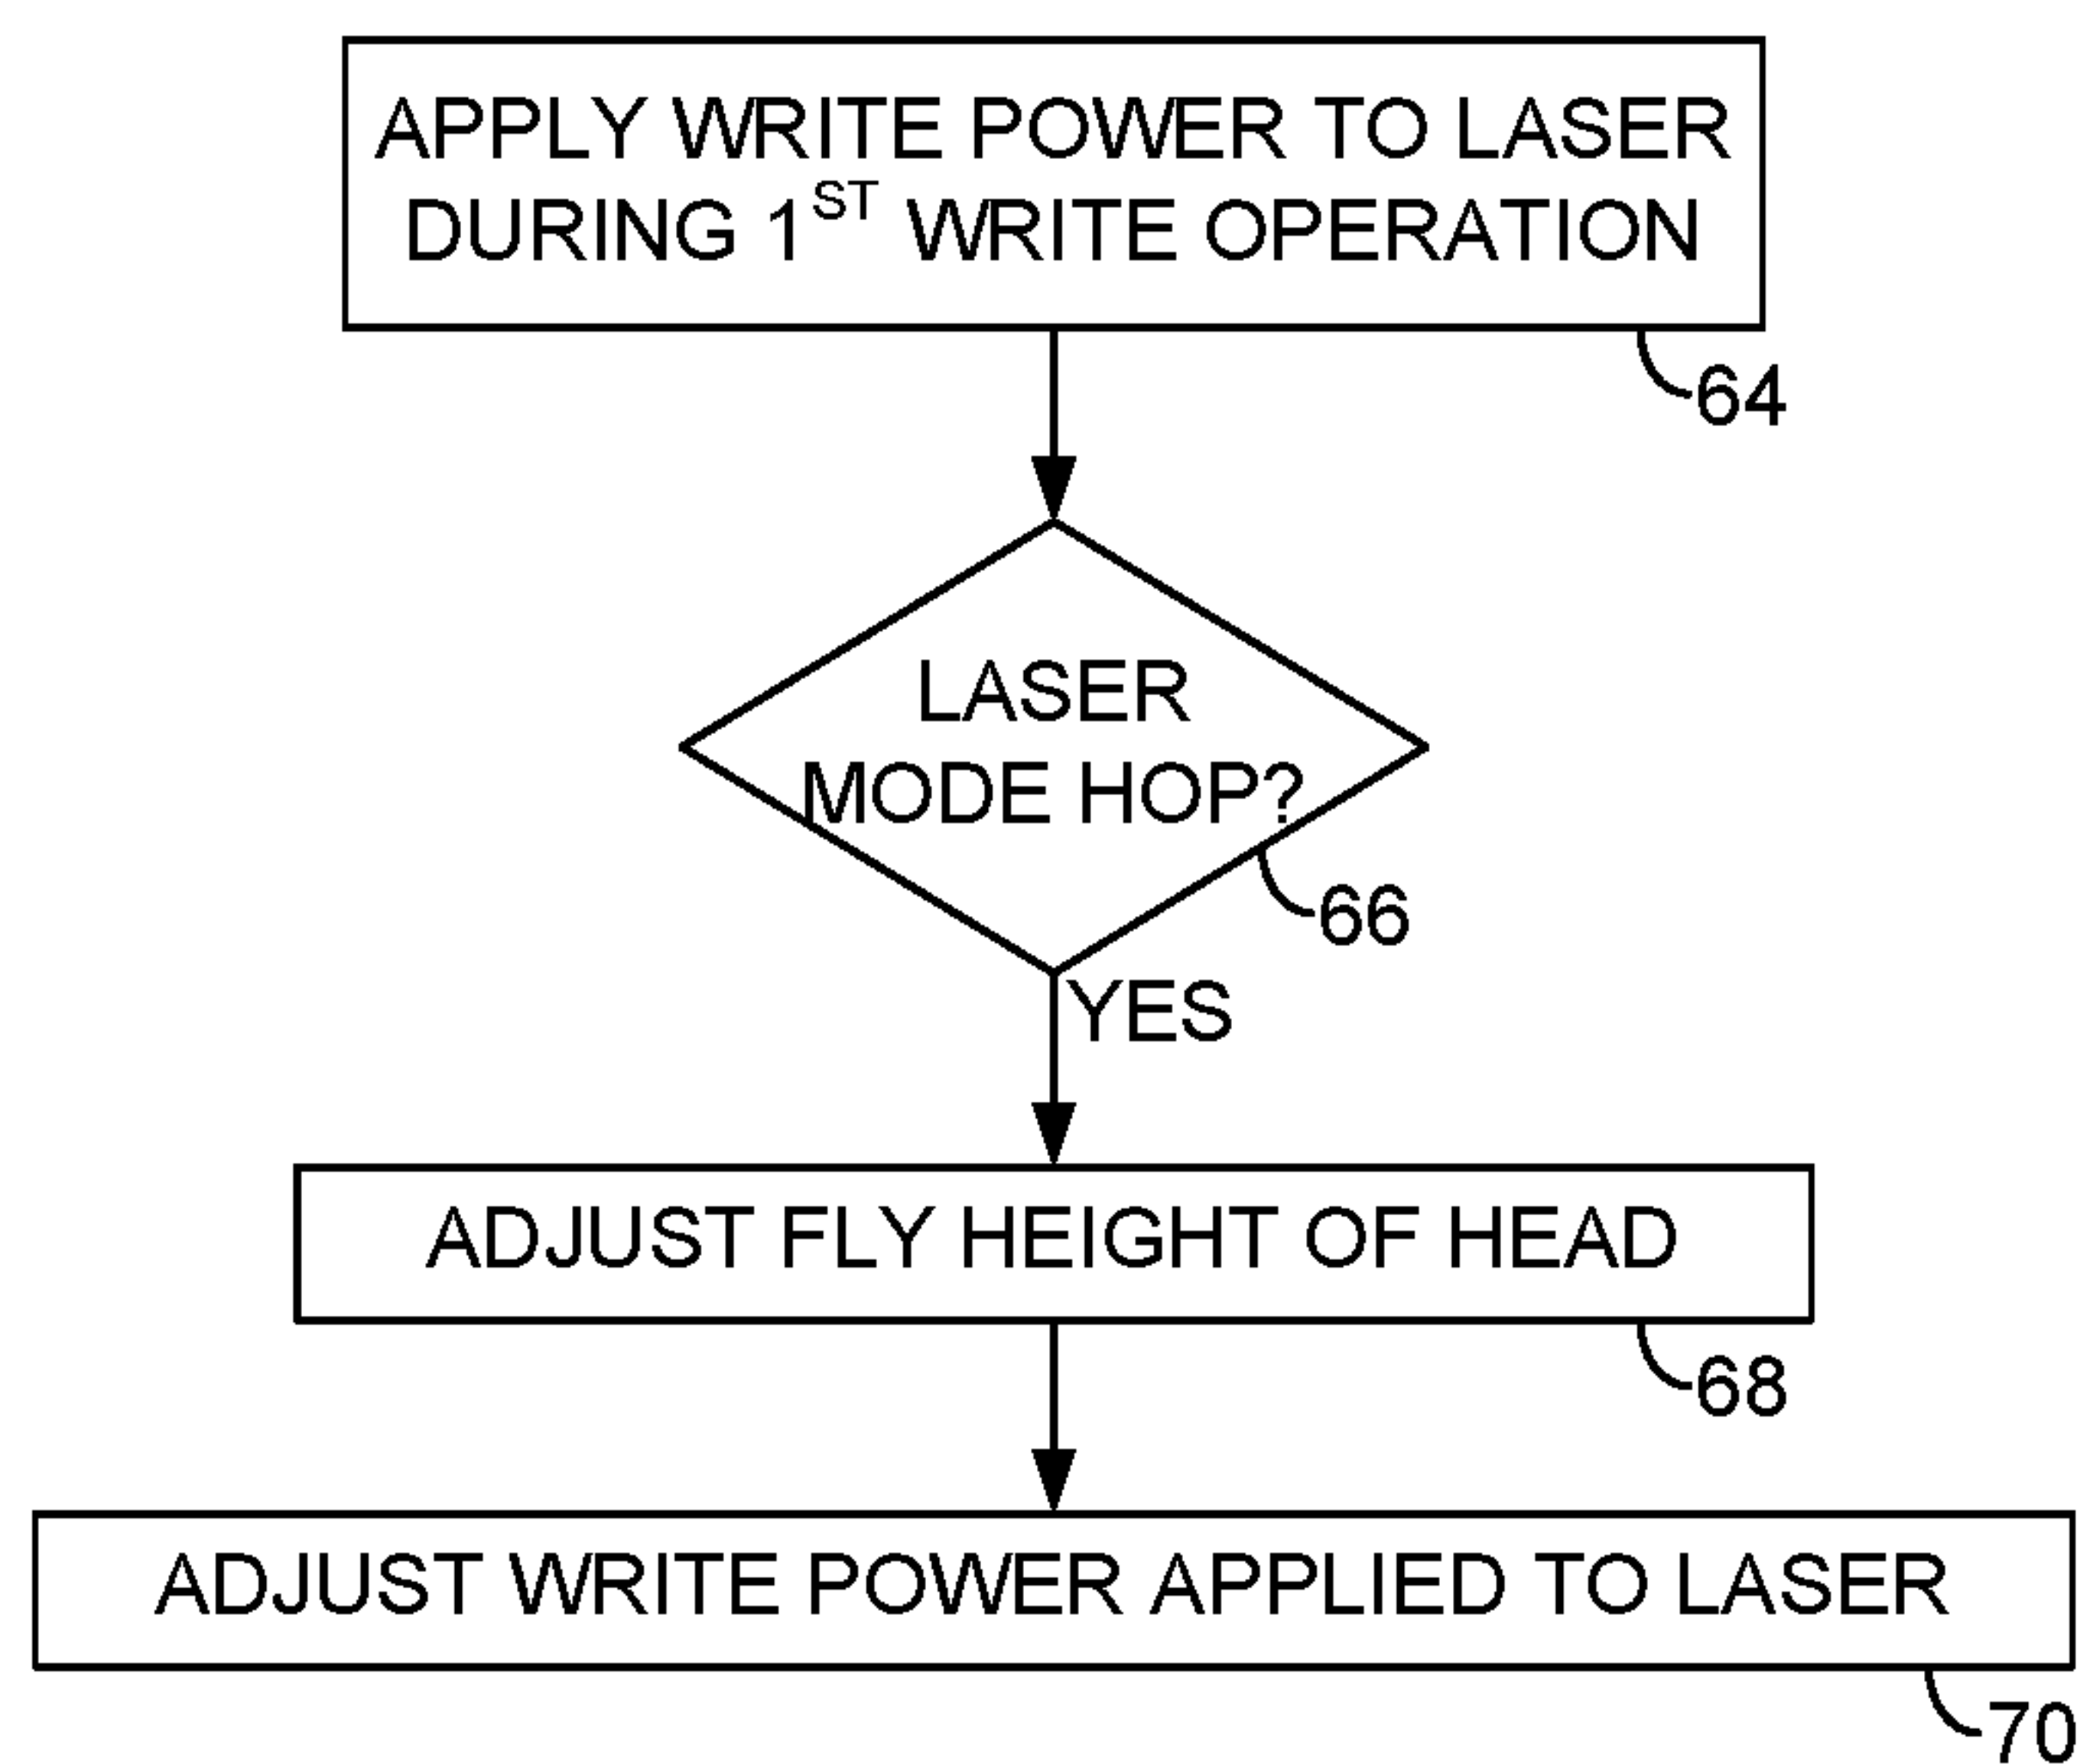 APPLY WRITE POWER TO LASER
DURING 1ST WRITE OPERATION
64
LASER
MODE HOP?
66
YES
ADJUST FLY HEIGHT OF HEAD
68
ADJUST WRITE POWER APPLIED TO LASER
70